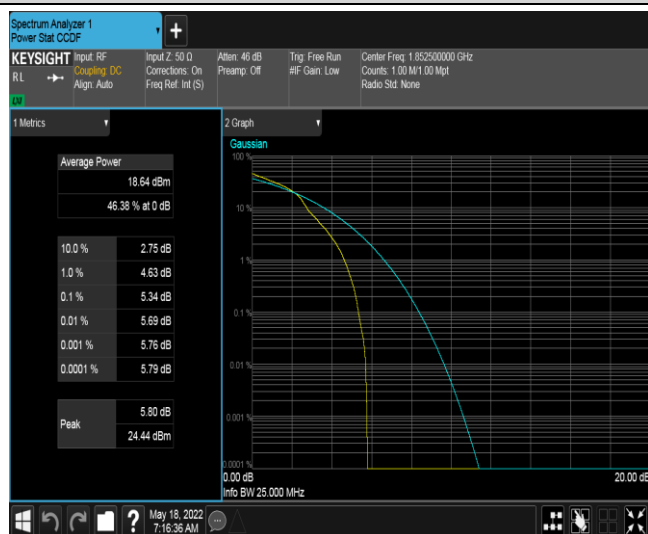 Spectrum Analyzer 1
Power Stat CCDF
+
KEYSIGHT
RL
LXI
Input: RF
Coupling: DC
Align: Auto
Input Z: 50 Ω
Corrections: On
Freq Ref: Int (S)
Atten: 46 dB
Preamp: Off
Trig: Free Run
#IF Gain: Low
Center Freq: 1.852500000 GHz
Counts: 1.00 M/1.00 Mpt
Radio Std: None
1 Metrics
Average Power
18.64 dBm
46.38 % at 0 dB
10.0 % 2.75 dB
1.0 % 4.63 dB
0.1 % 5.34 dB
0.01 % 5.69 dB
0.001 % 5.76 dB
0.0001 % 5.79 dB
Peak
5.80 dB
24.44 dBm
2 Graph
Gaussian
100 %
10 %
1 %
0.1 %
0.01 %
0.001 %
0.0001 %
0.00 dB
20.00 dB
Info BW 25.000 MHz
?
May 18, 2022
7:16:36 AM